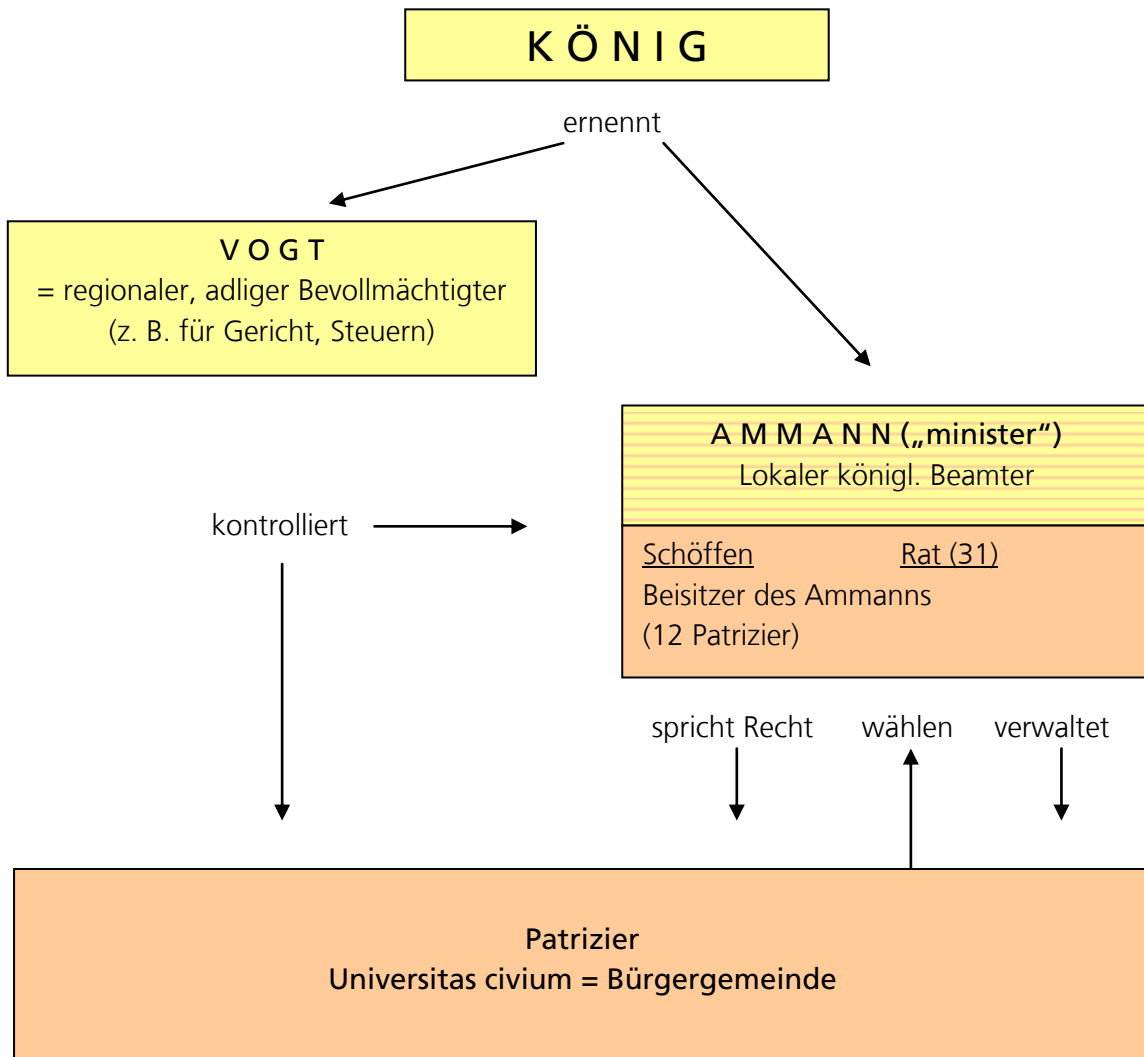 K Ö N I G
ernennt
V O G T
= regionaler, adliger Bevollmächtigter
(z. B. für Gericht, Steuern)
A M M A N N („minister“)
Lokaler königl. Beamter
kontrolliert
Schöffen Rat (31)
Beisitzer des Ammanns
(12 Patrizier)
spricht Recht wählen verwaltet
Patrizier
Universitas civium = Bürgergemeinde